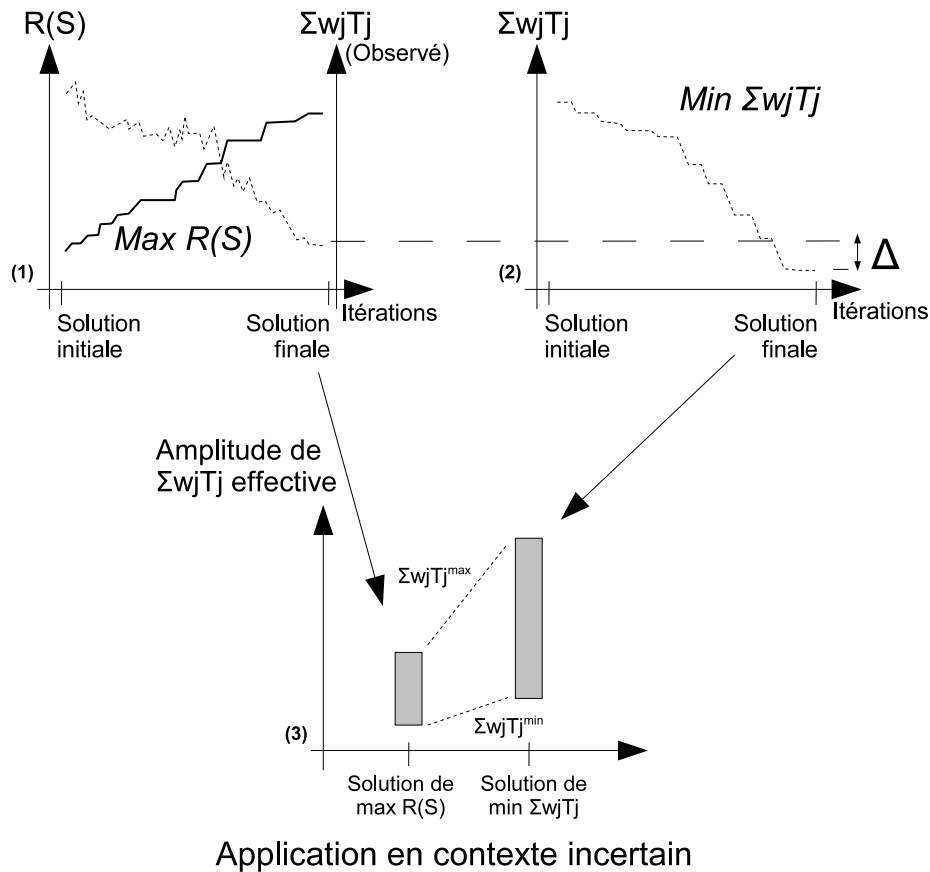 R(S)
ΣwjTj
(Observé)
Max R(S)
(1)
Itérations
Solution
initiale
Solution
finale
ΣwjTj
Min ΣwjTj
Δ
(2)
Itérations
Solution
initiale
Solution
finale
Amplitude de
ΣwjTj effective
ΣwjTjmax
ΣwjTjmin
(3)
Solution de
max R(S)
Solution de
min ΣwjTj
Application en contexte incertain